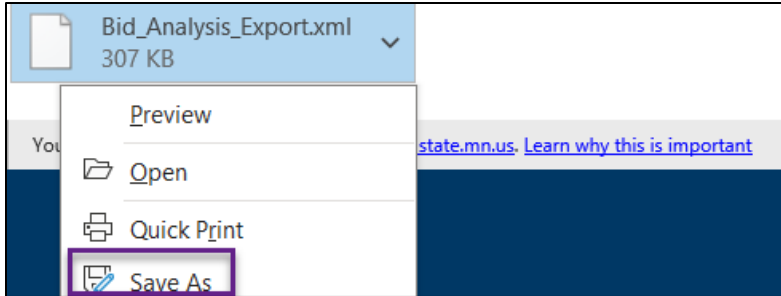 Bid_Analysis_Export.xml
307 KB
Preview
state.mn.us. Learn why this is important
Open
Quick Print
Save As